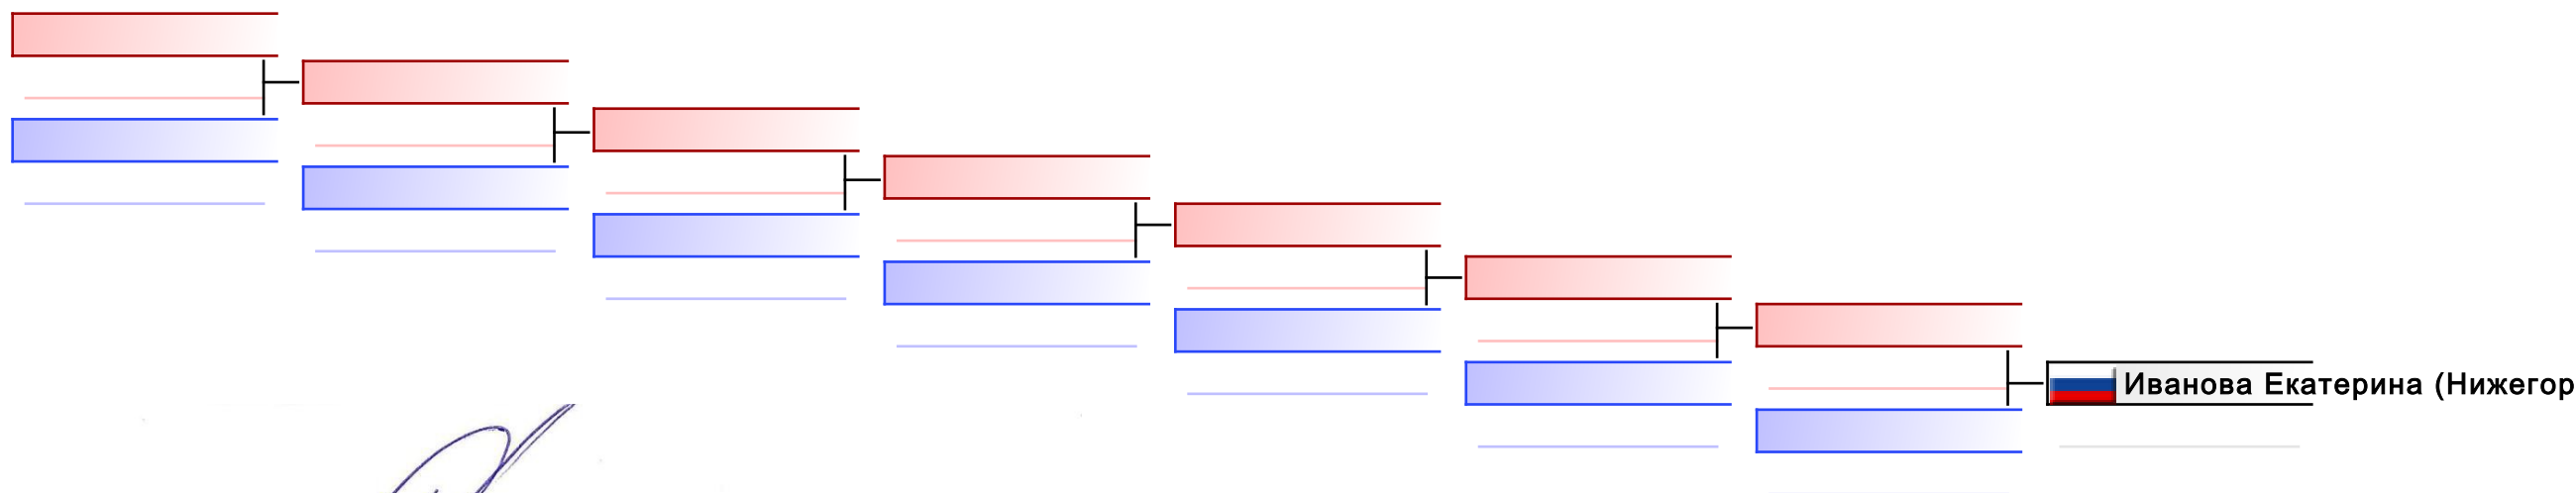 Иванова Екатерина (Нижегор